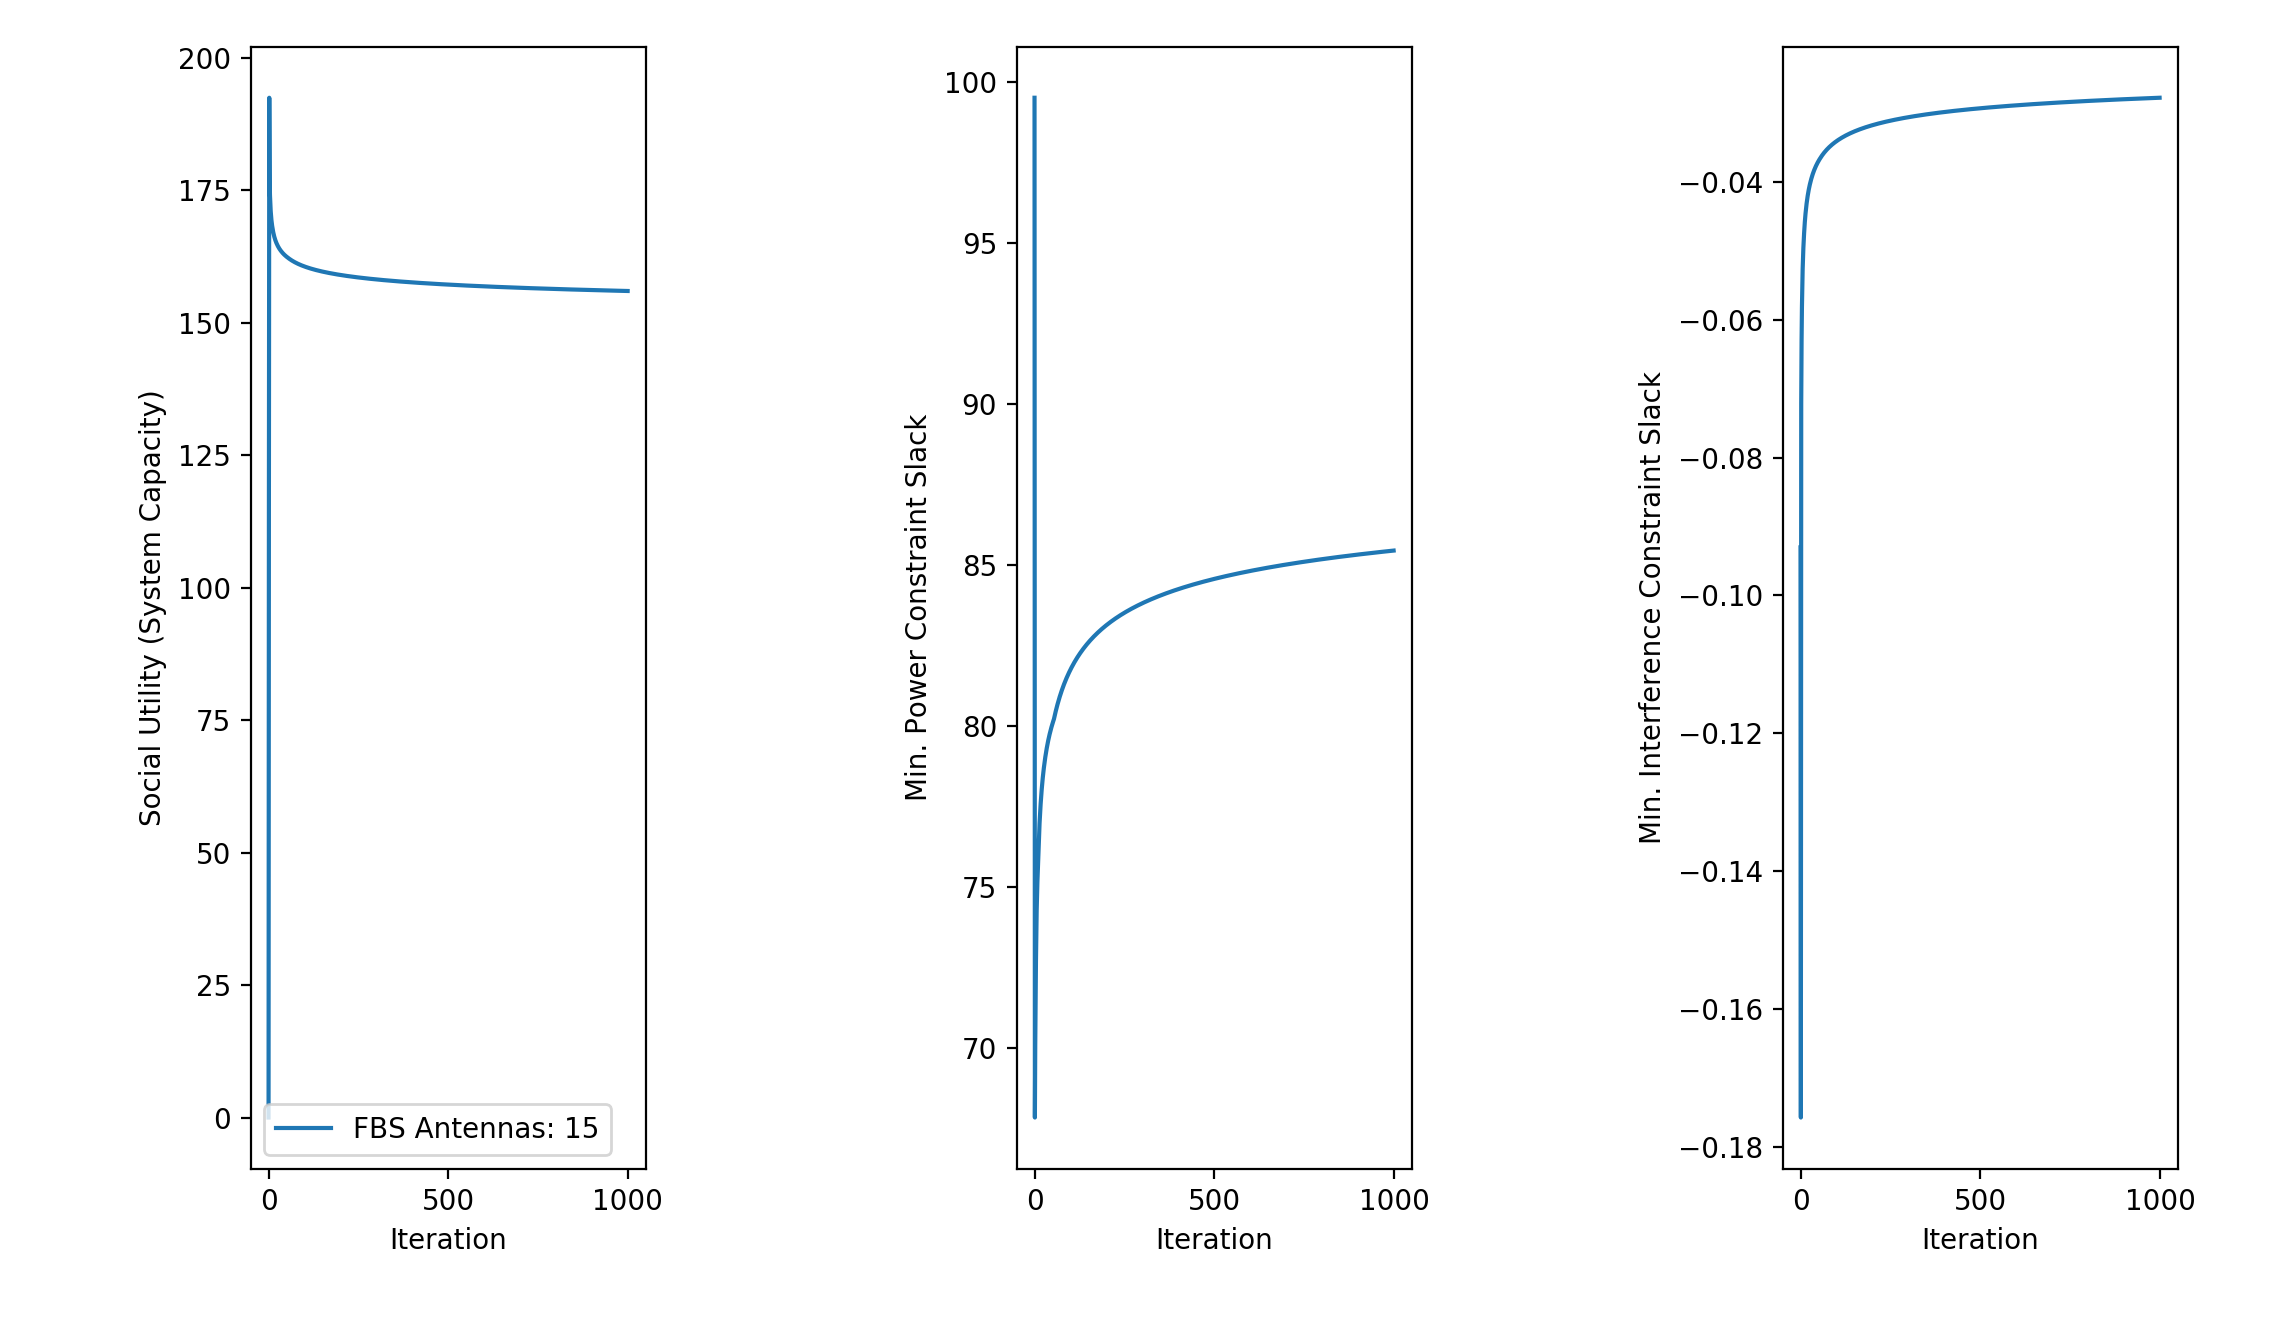 Social Utility (System Capacity)
200
175
150
125
100
75
50
25
0
FBS Antennas: 15
0 500 1000
Iteration
Min. Power Constraint Slack
100
95
90
85
80
75
70
0 500 1000
Iteration
Min. Interference Constraint Slack
−0.04
−0.06
−0.08
−0.10
−0.12
−0.14
−0.16
−0.18
0 500 1000
Iteration